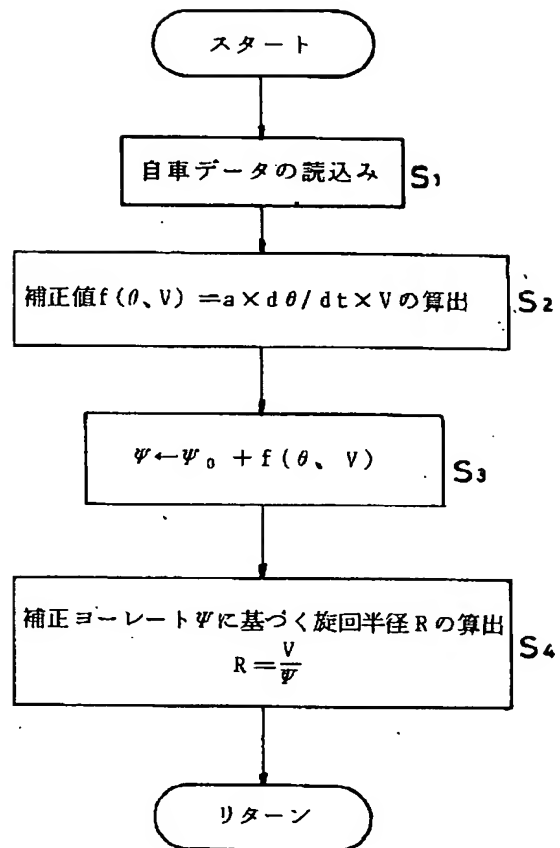 スタート
自車データの読込み S1
補正値f(θ、V)=a×dθ/dt×Vの算出 S2
Ψ←Ψ0+f(θ、V) S3
補正ヨーレートΨに基づく旋回半径Rの算出 S4
R=V/Ψ
リターン